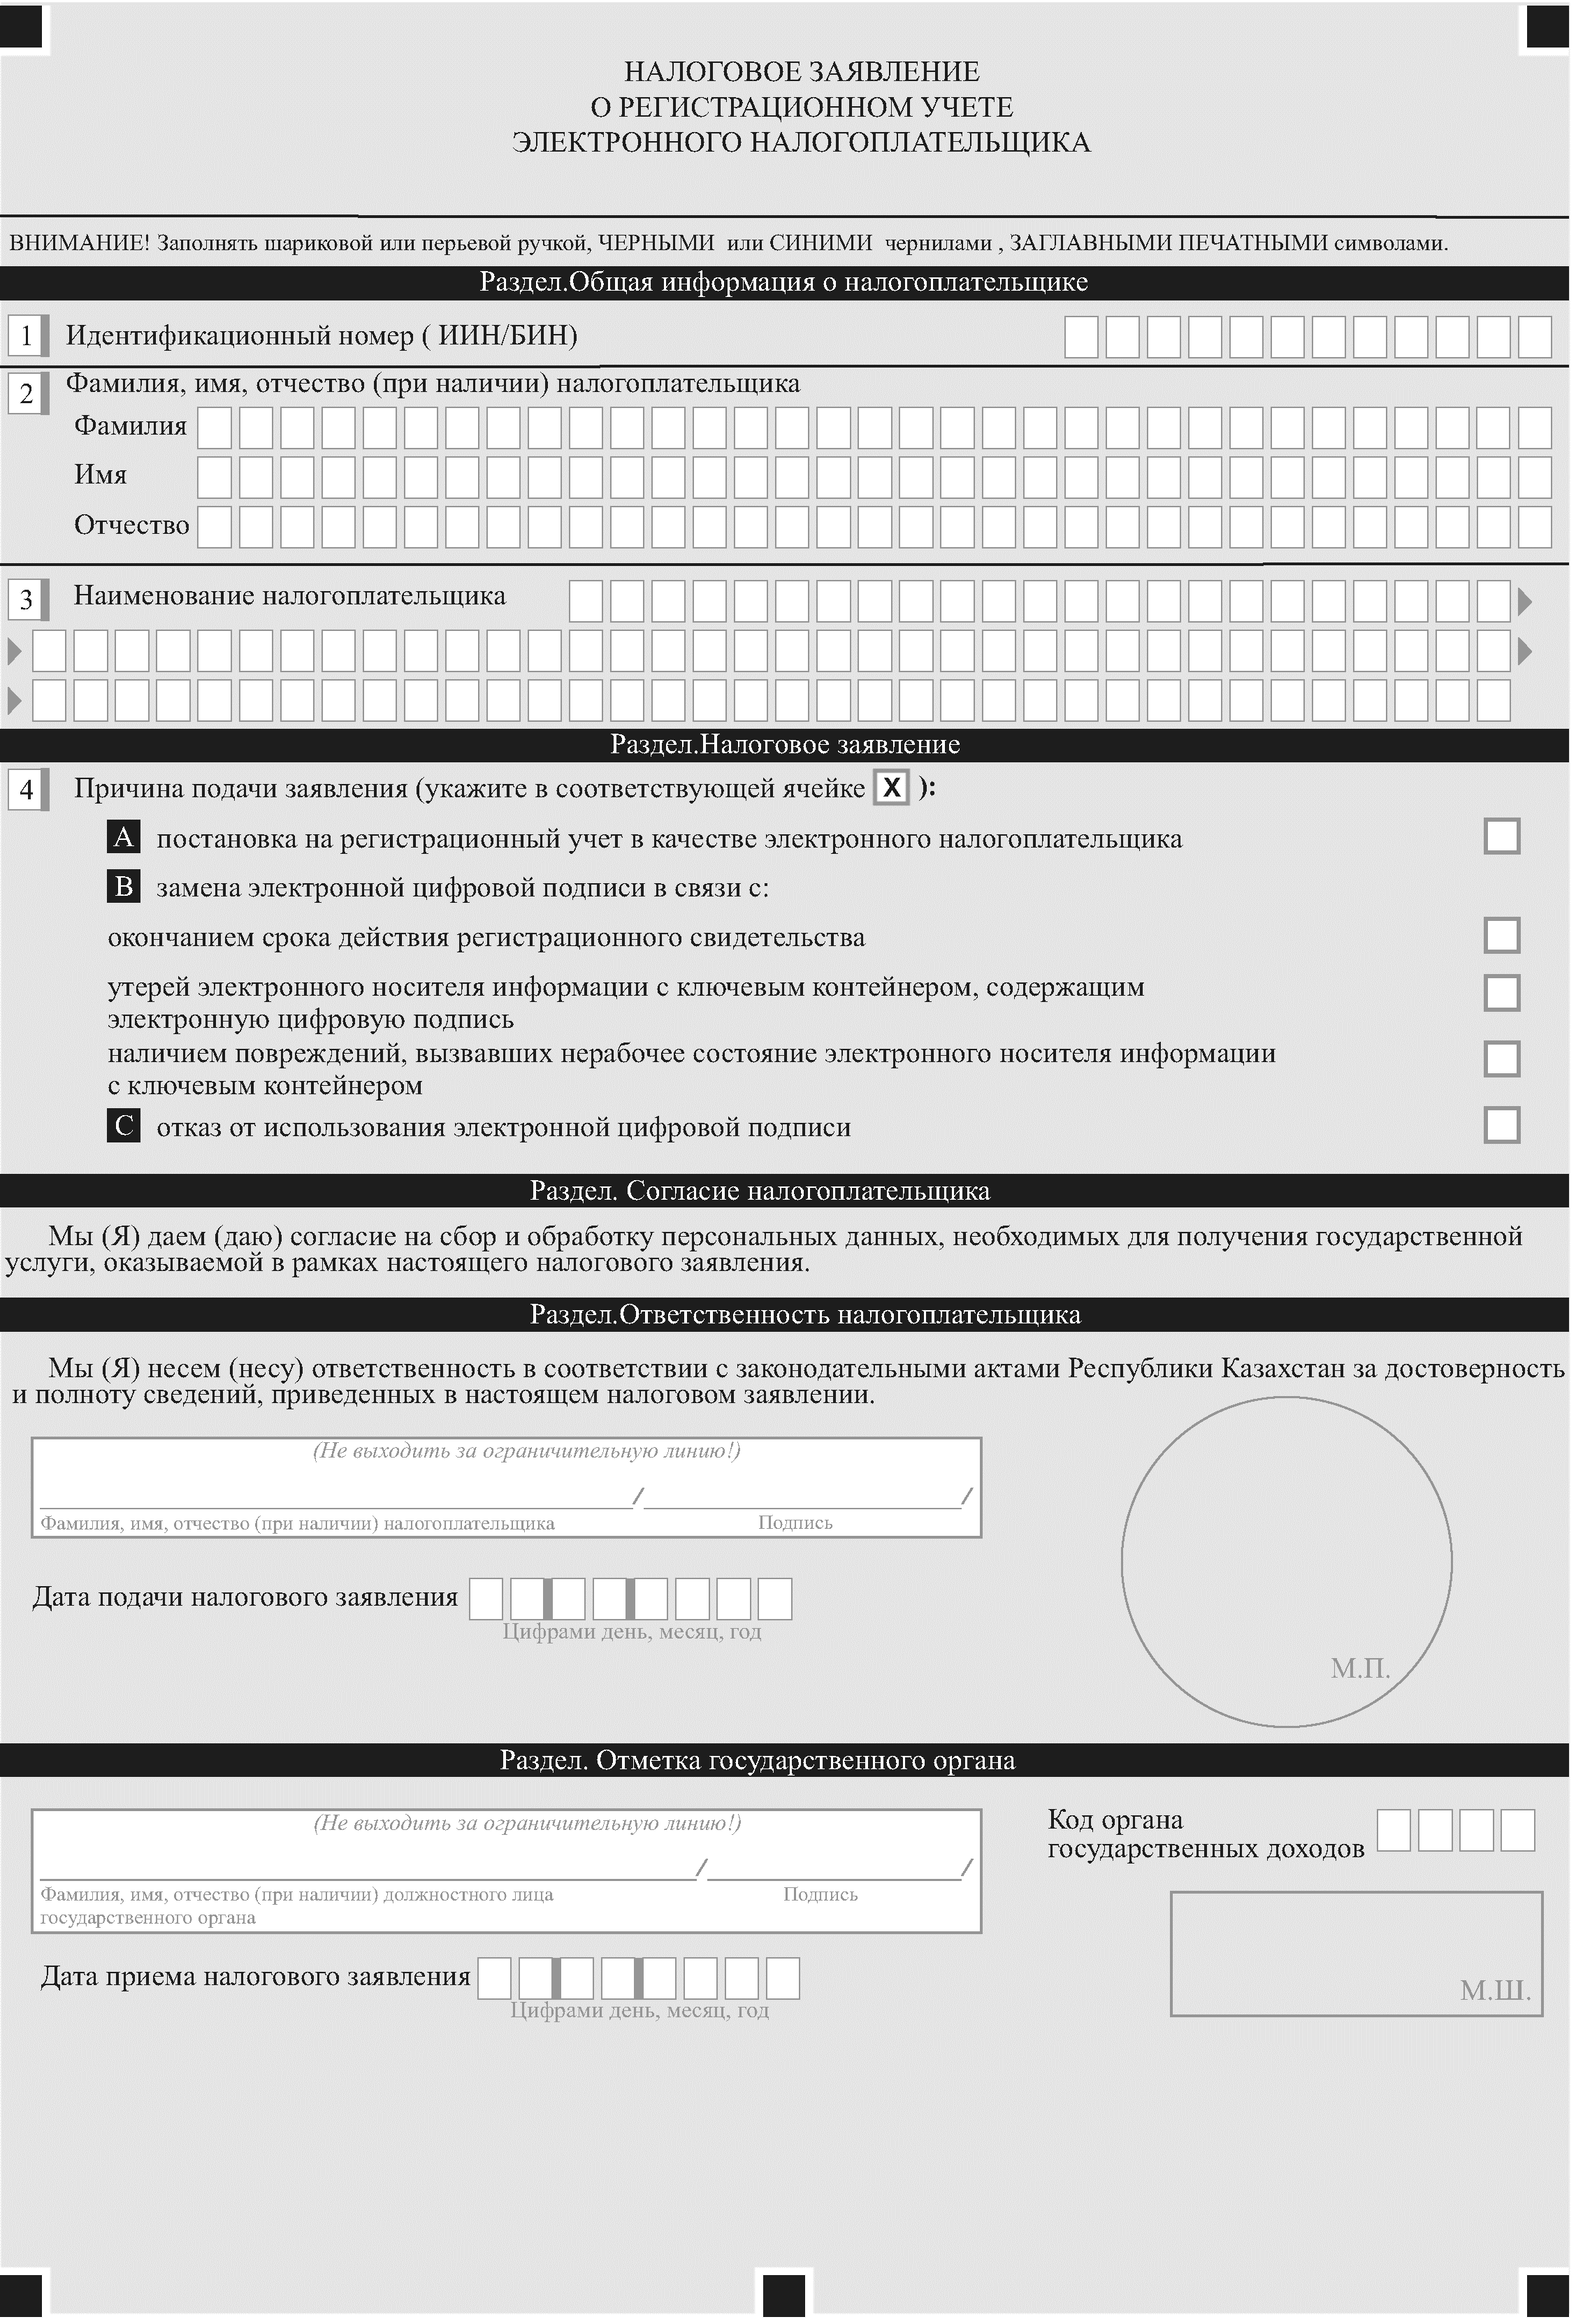 НАЛОГОВОЕ ЗАЯВЛЕНИЕ
О РЕГИСТРАЦИОННОМ УЧЕТЕ
ЭЛЕКТРОННОГО НАЛОГОПЛАТЕЛЬЩИКА
ВНИМАНИЕ! Заполнять шариковой или перьевой ручкой, ЧЕРНЫМИ или СИНИМИ чернилами , ЗАГЛАВНЫМИ ПЕЧАТНЫМИ символами.
Раздел.Общая информация о налогоплательщике
1 Идентификационный номер ( ИИН/БИН)
2 Фамилия, имя, отчество (при наличии) налогоплательщика
Фамилия
Имя
Отчество
3 Наименование налогоплательщика
Раздел.Налоговое заявление
4 Причина подачи заявления (укажите в соответствующей ячейке X ):
A постановка на регистрационный учет в качестве электронного налогоплательщика
B замена электронной цифровой подписи в связи с:
окончанием срока действия регистрационного свидетельства
утерей электронного носителя информации с ключевым контейнером, содержащим
электронную цифровую подпись
наличием повреждений, вызвавших нерабочее состояние электронного носителя информации
с ключевым контейнером
C отказ от использования электронной цифровой подписи
Раздел. Согласие налогоплательщика
Мы (Я) даем (даю) согласие на сбор и обработку персональных данных, необходимых для получения государственной
услуги, оказываемой в рамках настоящего налогового заявления.
Раздел.Ответственность налогоплательщика
Мы (Я) несем (несу) ответственность в соответствии с законодательными актами Республики Казахстан за достоверность
и полноту сведений, приведенных в настоящем налоговом заявлении.
(Не выходить за ограничительную линию!)
/ /
Фамилия, имя, отчество (при наличии) налогоплательщика Подпись
Дата подачи налогового заявления
Цифрами день, месяц, год
М.П.
Раздел. Отметка государственного органа
(Не выходить за ограничительную линию!)
/ /
Фамилия, имя, отчество (при наличии) должностного лица Подпись
государственного органа
Код органа
государственных доходов
Дата приема налогового заявления
Цифрами день, месяц, год
М.Ш.